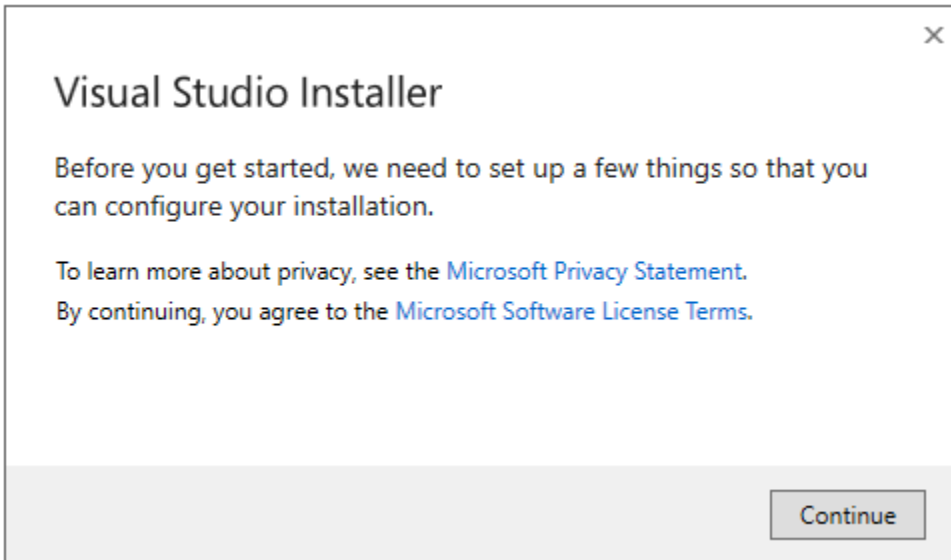 Visual Studio Installer
Before you get started, we need to set up a few things so that you
can configure your installation.
To learn more about privacy, see the Microsoft Privacy Statement.
By continuing, you agree to the Microsoft Software License Terms.
Continue